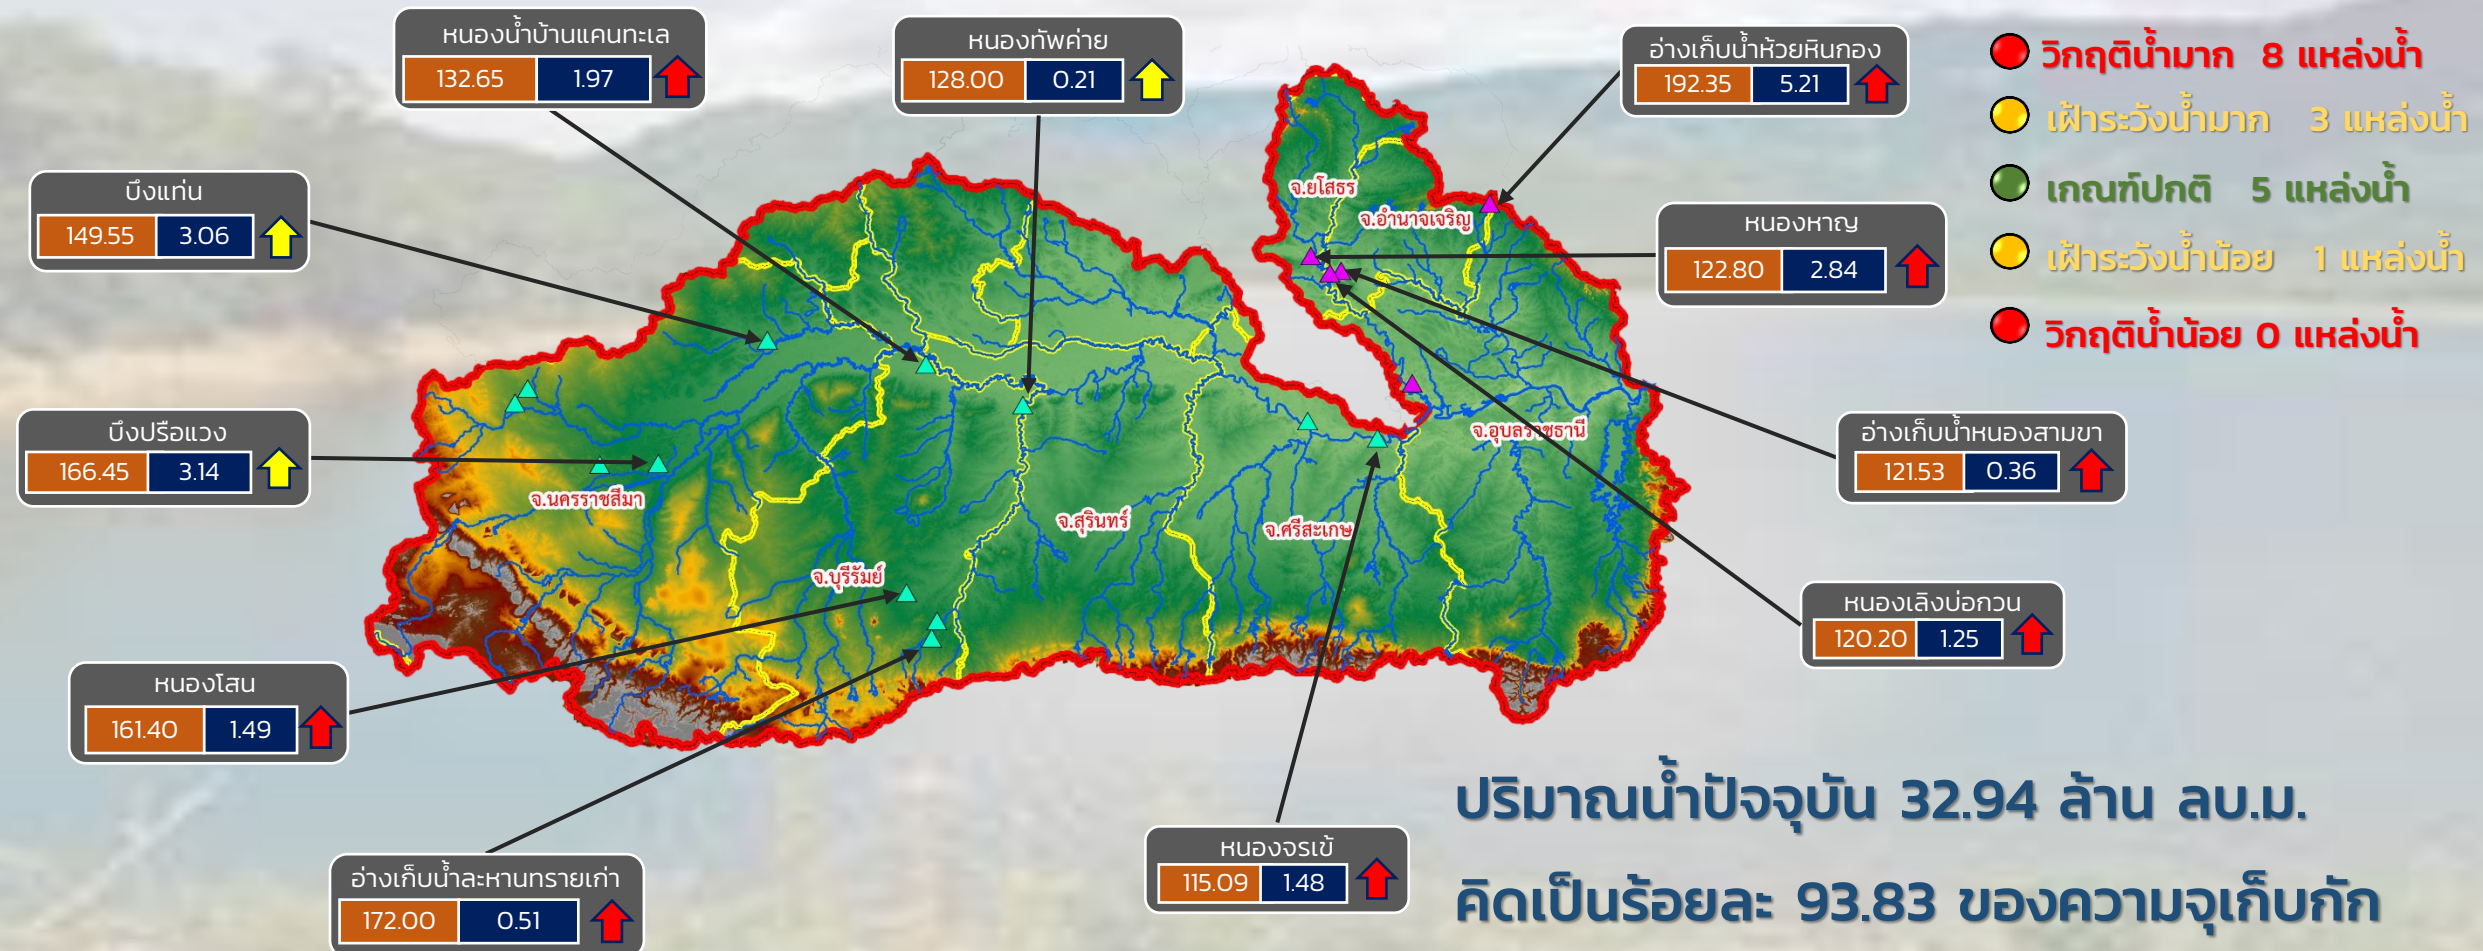 หนองน้ำบ้านแคนทะเล
132.65 1.97
หนองทัพค่าย
128.00 0.21
อ่างเก็บน้ำห้วยหินกอง
192.35 5.21
วิกฤติน้ำมาก 8 แหล่งน้ำ
เฝ้าระวังน้ำมาก 3 แหล่งน้ำ
เกณฑ์ปกติ 5 แหล่งน้ำ
เฝ้าระวังน้ำน้อย 1 แหล่งน้ำ
วิกฤติน้ำน้อย 0 แหล่งน้ำ
บึงแท่น
149.55 3.06
จ.ยโสธร
จ.อำนาจเจริญ
หนองหาญ
122.80 2.84
บึงปรือแวง
166.45 3.14
จ.นครราชสีมา
จ.สุรินทร์
จ.ศรีสะเกษ
จ.อุบลราชธานี
จ.บุรีรัมย์
อ่างเก็บน้ำหนองสามขา
121.53 0.36
หนองเลิงบ่อกวน
120.20 1.25
หนองโสน
161.40 1.49
อ่างเก็บน้ำละหานทรายเก่า
172.00 0.51
หนองจรเข้
115.09 1.48
ปริมาณน้ำปัจจุบัน 32.94 ล้าน ลบ.ม.
คิดเป็นร้อยละ 93.83 ของความจุเก็บกัก